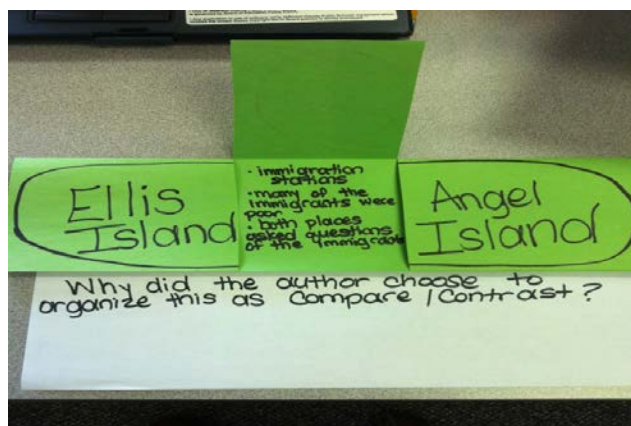 Ellis
Island
• immigration
stations
• many of the
immigrants were
poor
• both places
asked questions
of the immigrants
Angel
Island
Why did the author choose to
organize this as Compare / Contrast ?